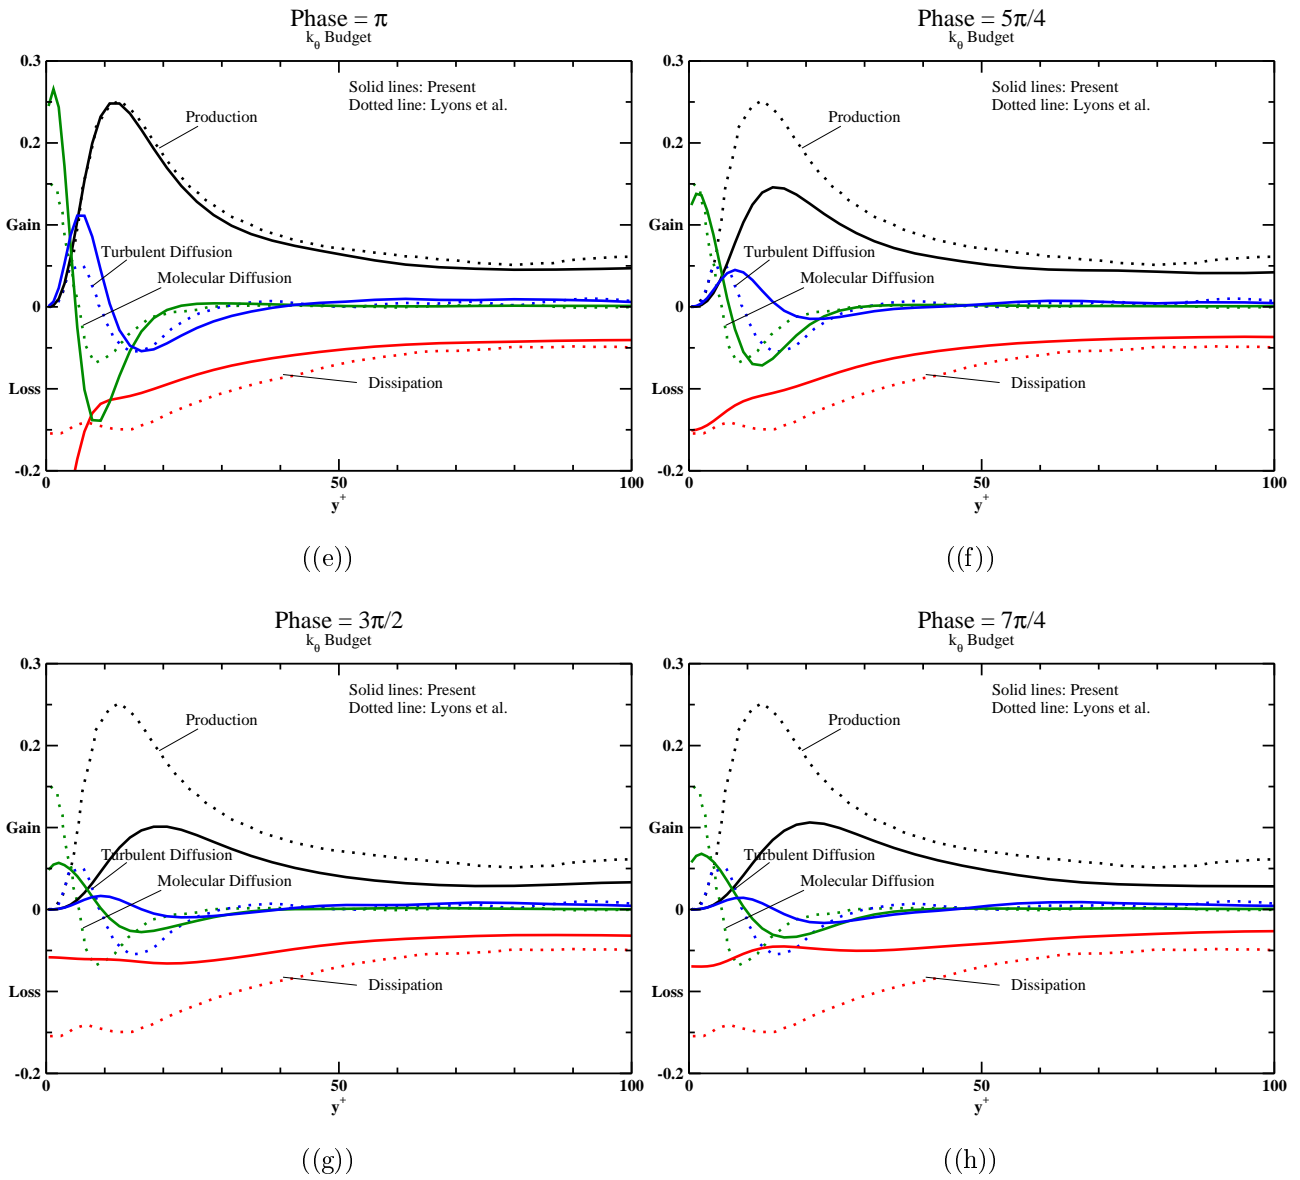 Phase = π
k_θ Budget
0.3
0.2
Gain
0
Loss
-0.2
Solid lines: Present
Dotted line: Lyons et al.
Production
Turbulent Diffusion
Molecular Diffusion
Dissipation
0 50 100
y⁺
((e))
Phase = 5π/4
k_θ Budget
0.3
0.2
Gain
0
Loss
-0.2
Solid lines: Present
Dotted line: Lyons et al.
Production
Turbulent Diffusion
Molecular Diffusion
Dissipation
0 50 100
y⁺
((f))
Phase = 3π/2
k_θ Budget
0.3
0.2
Gain
0
Loss
-0.2
Solid lines: Present
Dotted line: Lyons et al.
Production
Turbulent Diffusion
Molecular Diffusion
Dissipation
0 50 100
y⁺
((g))
Phase = 7π/4
k_θ Budget
0.3
0.2
Gain
0
Loss
-0.2
Solid lines: Present
Dotted line: Lyons et al.
Production
Turbulent Diffusion
Molecular Diffusion
Dissipation
0 50 100
y⁺
((h))